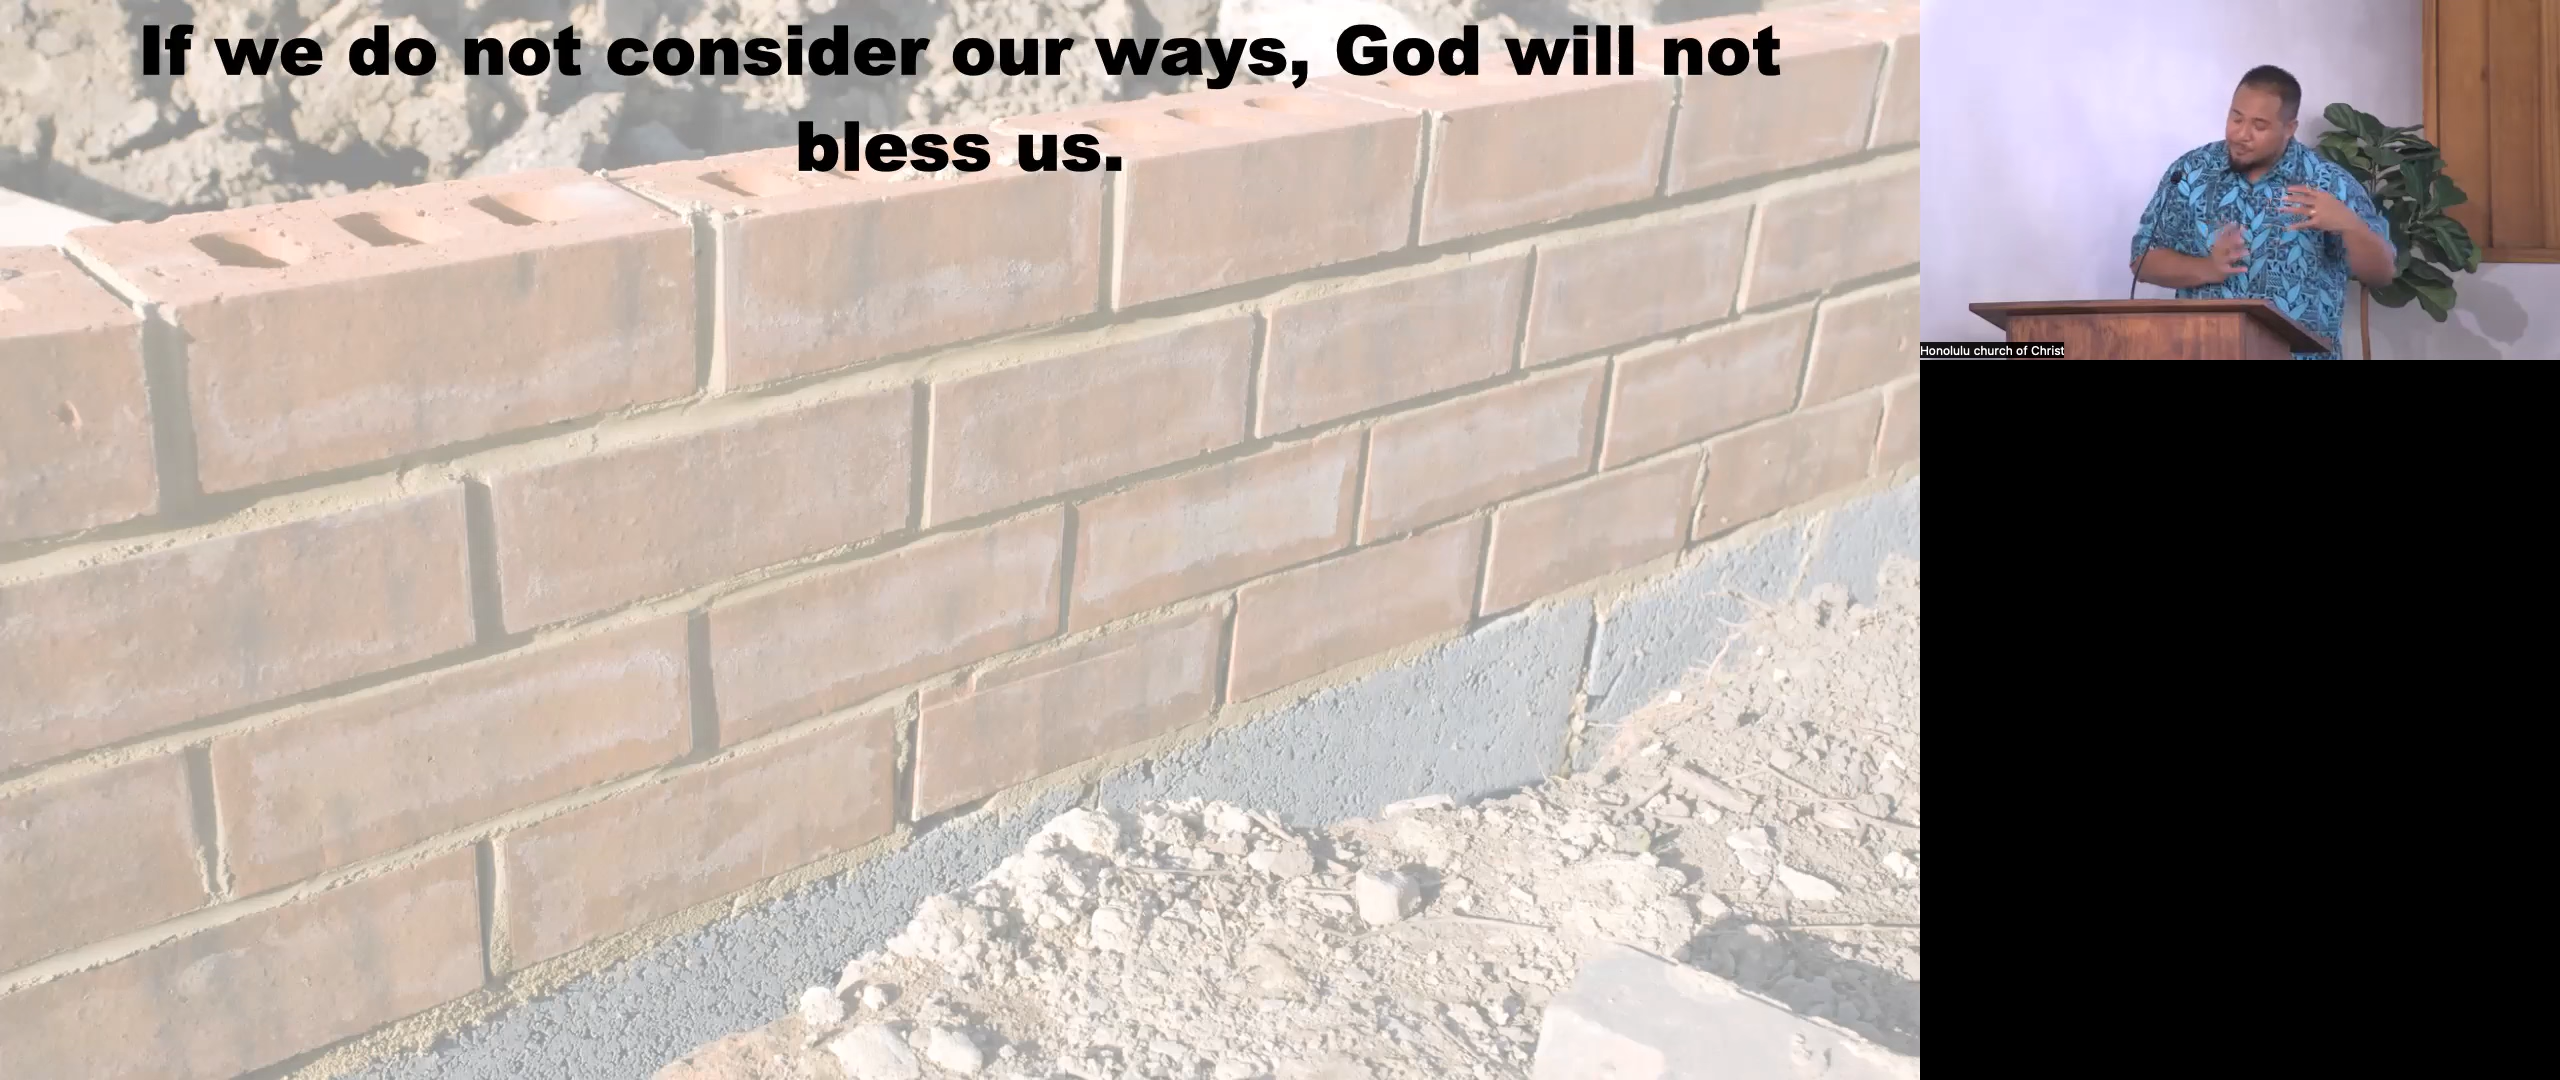 If we do not consider our ways, God will not
bless us.
Honolulu church of Christ